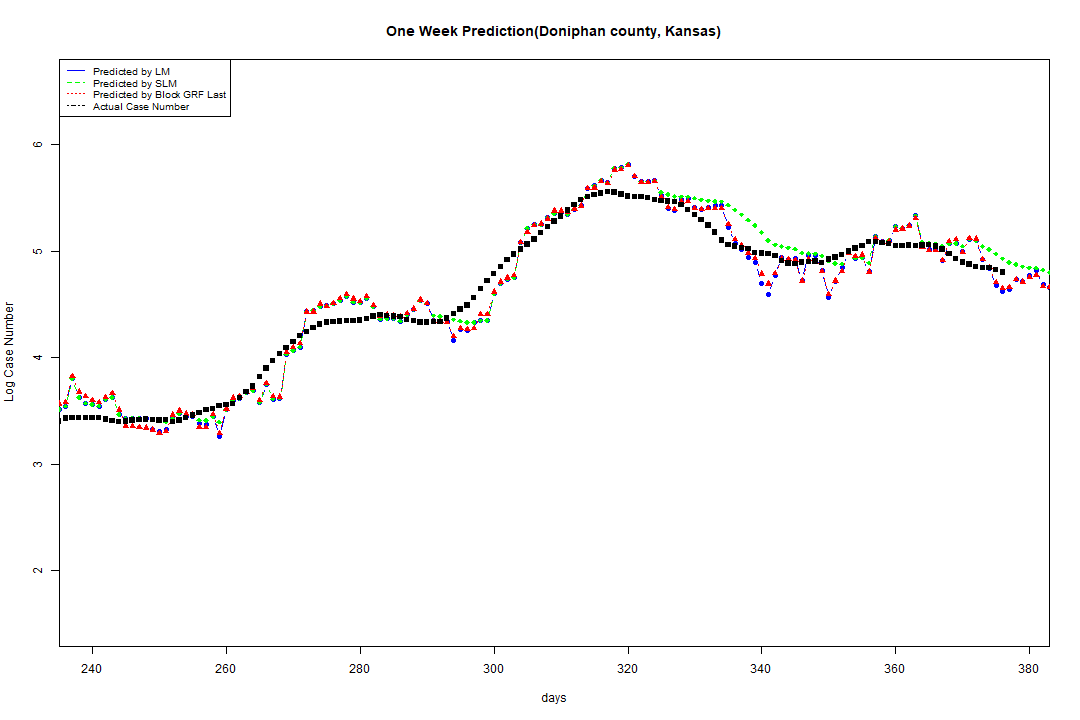 One Week Prediction(Doniphan county, Kansas)
Predicted by LM
Predicted by SLM
Predicted by Block GRF Last
Actual Case Number
6
5
4
3
2
Log Case Number
240 260 280 300 320 340 360 380
days